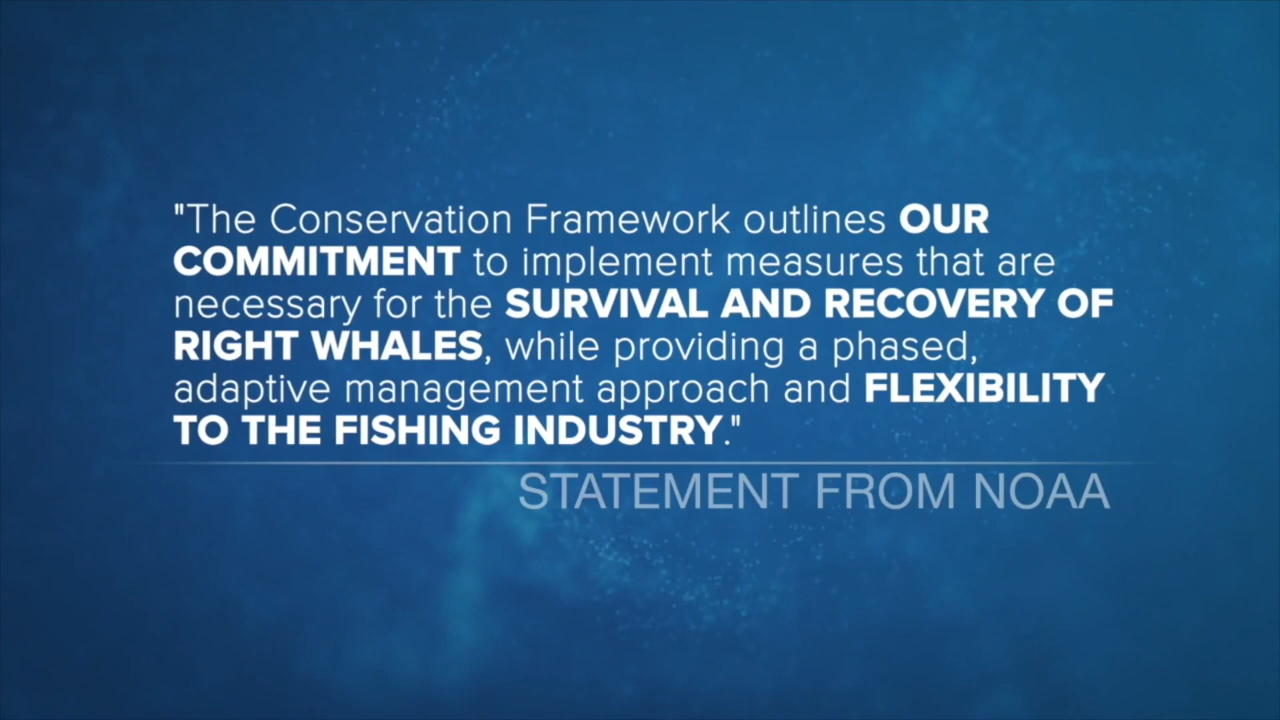 "The Conservation Framework outlines OUR
COMMITMENT to implement measures that are
necessary for the SURVIVAL AND RECOVERY OF
RIGHT WHALES, while providing a phased,
adaptive management approach and FLEXIBILITY
TO THE FISHING INDUSTRY."
STATEMENT FROM NOAA